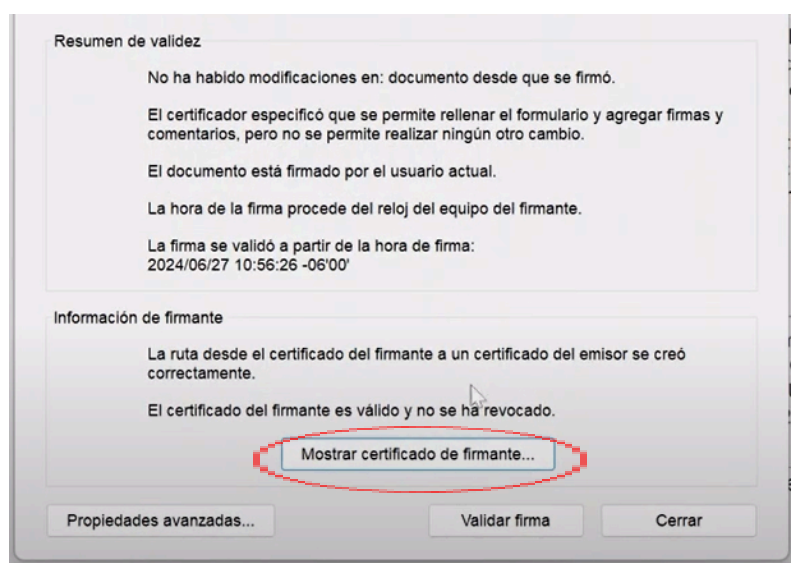 Resumen de validez
No ha habido modificaciones en: documento desde que se firmó.
El certificador especificó que se permite rellenar el formulario y agregar firmas y
comentarios, pero no se permite realizar ningún otro cambio.
El documento está firmado por el usuario actual.
La hora de la firma procede del reloj del equipo del firmante.
La firma se validó a partir de la hora de firma:
2024/06/27 10:56:26 -06'00'
Información de firmante
La ruta desde el certificado del firmante a un certificado del emisor se creó
correctamente.
El certificado del firmante es válido y no se ha revocado.
Mostrar certificado de firmante...
Propiedades avanzadas...
Validar firma
Cerrar